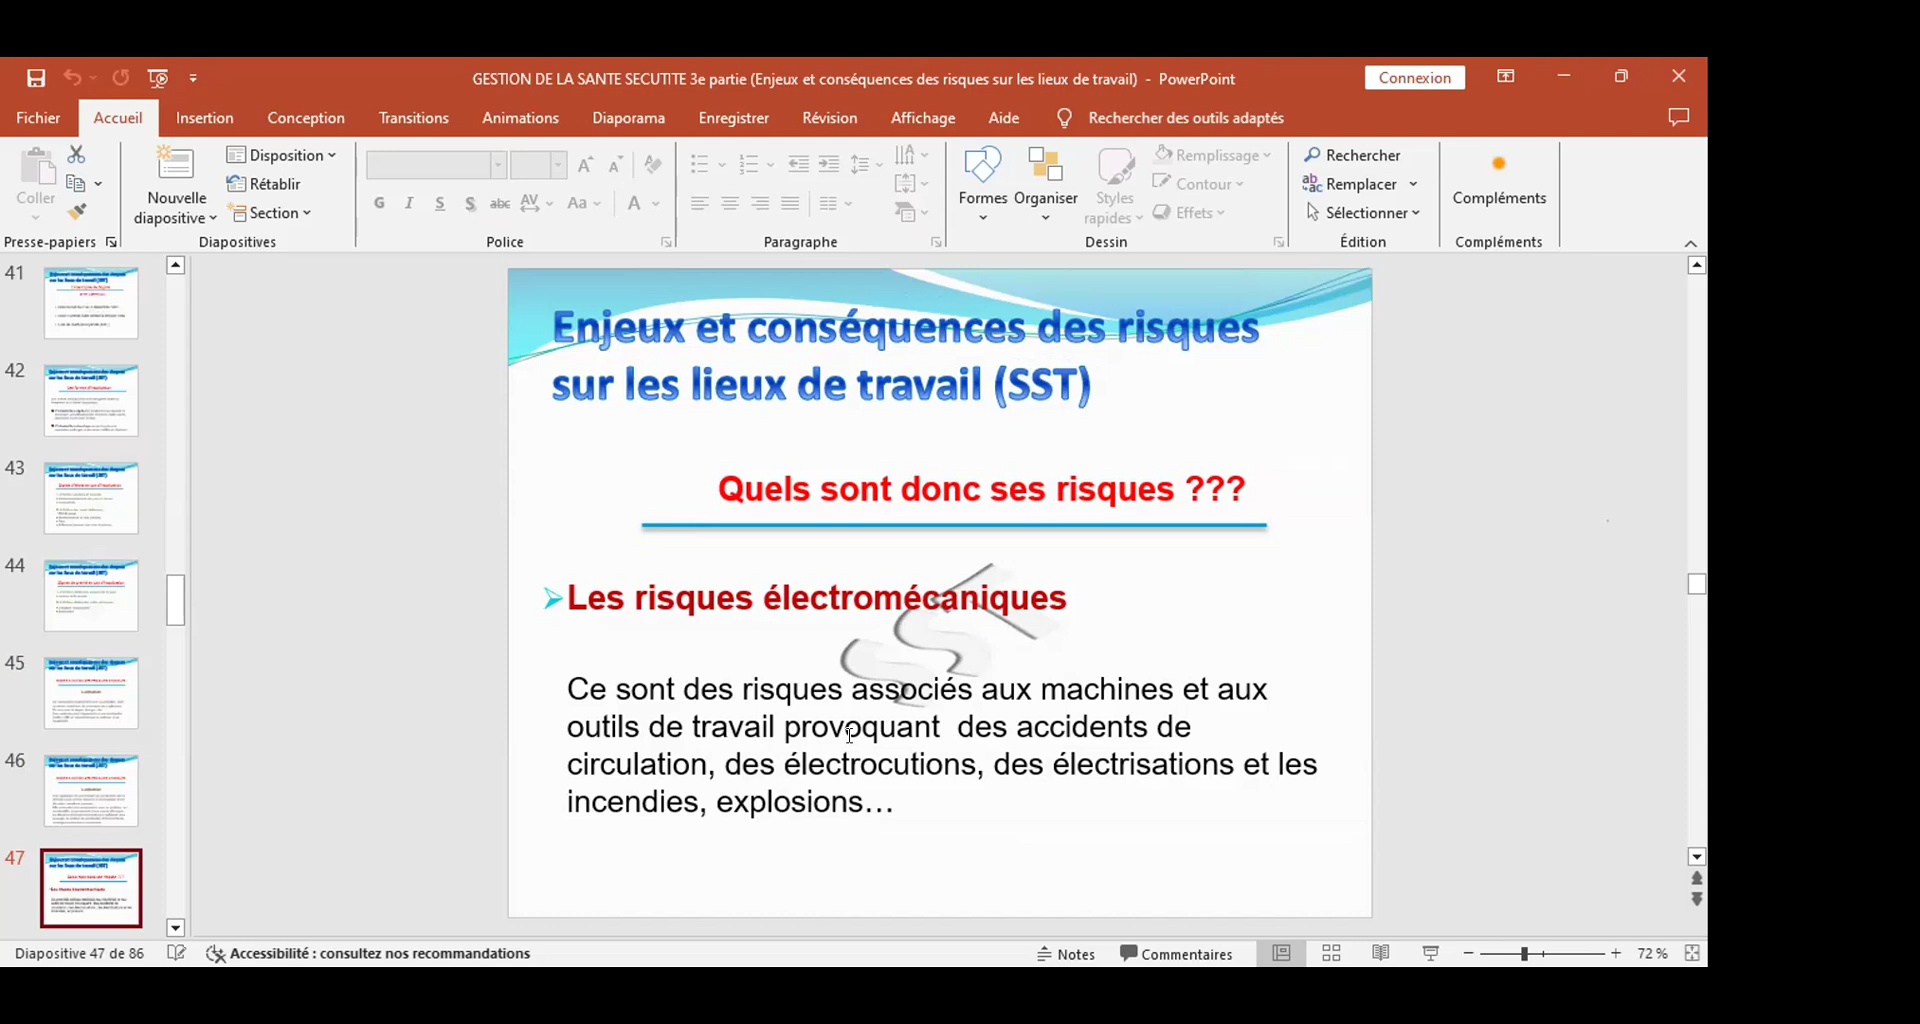 GESTION DE LA SANTE SECUTITE 3e partie (Enjeux et conséquences des risques sur les lieux de travail) - PowerPoint
Connexion
Fichier Accueil Insertion Conception Transitions Animations Diaporama Enregistrer Révision Affichage Aide Rechercher des outils adaptés
Coller
Nouvelle diapositive
Disposition
Rétablir
Section
G I S S abc AV Aa A
Formes
Organiser
Styles rapides
Remplissage
Contour
Effets
Rechercher
Remplacer
Sélectionner
Compléments
Presse-papiers Diapositives Police Paragraphe Dessin Édition Compléments
41
42
43
44
45
46
47
Enjeux et conséquences des risques
sur les lieux de travail (SST)
Quels sont donc ses risques ???
Les risques électromécaniques
SST
Ce sont des risques associés aux machines et aux
outils de travail provoquant des accidents de
circulation, des électrocutions, des électrisations et les
incendies, explosions…
Diapositive 47 de 86 Accessibilité : consultez nos recommandations Notes Commentaires 72 %